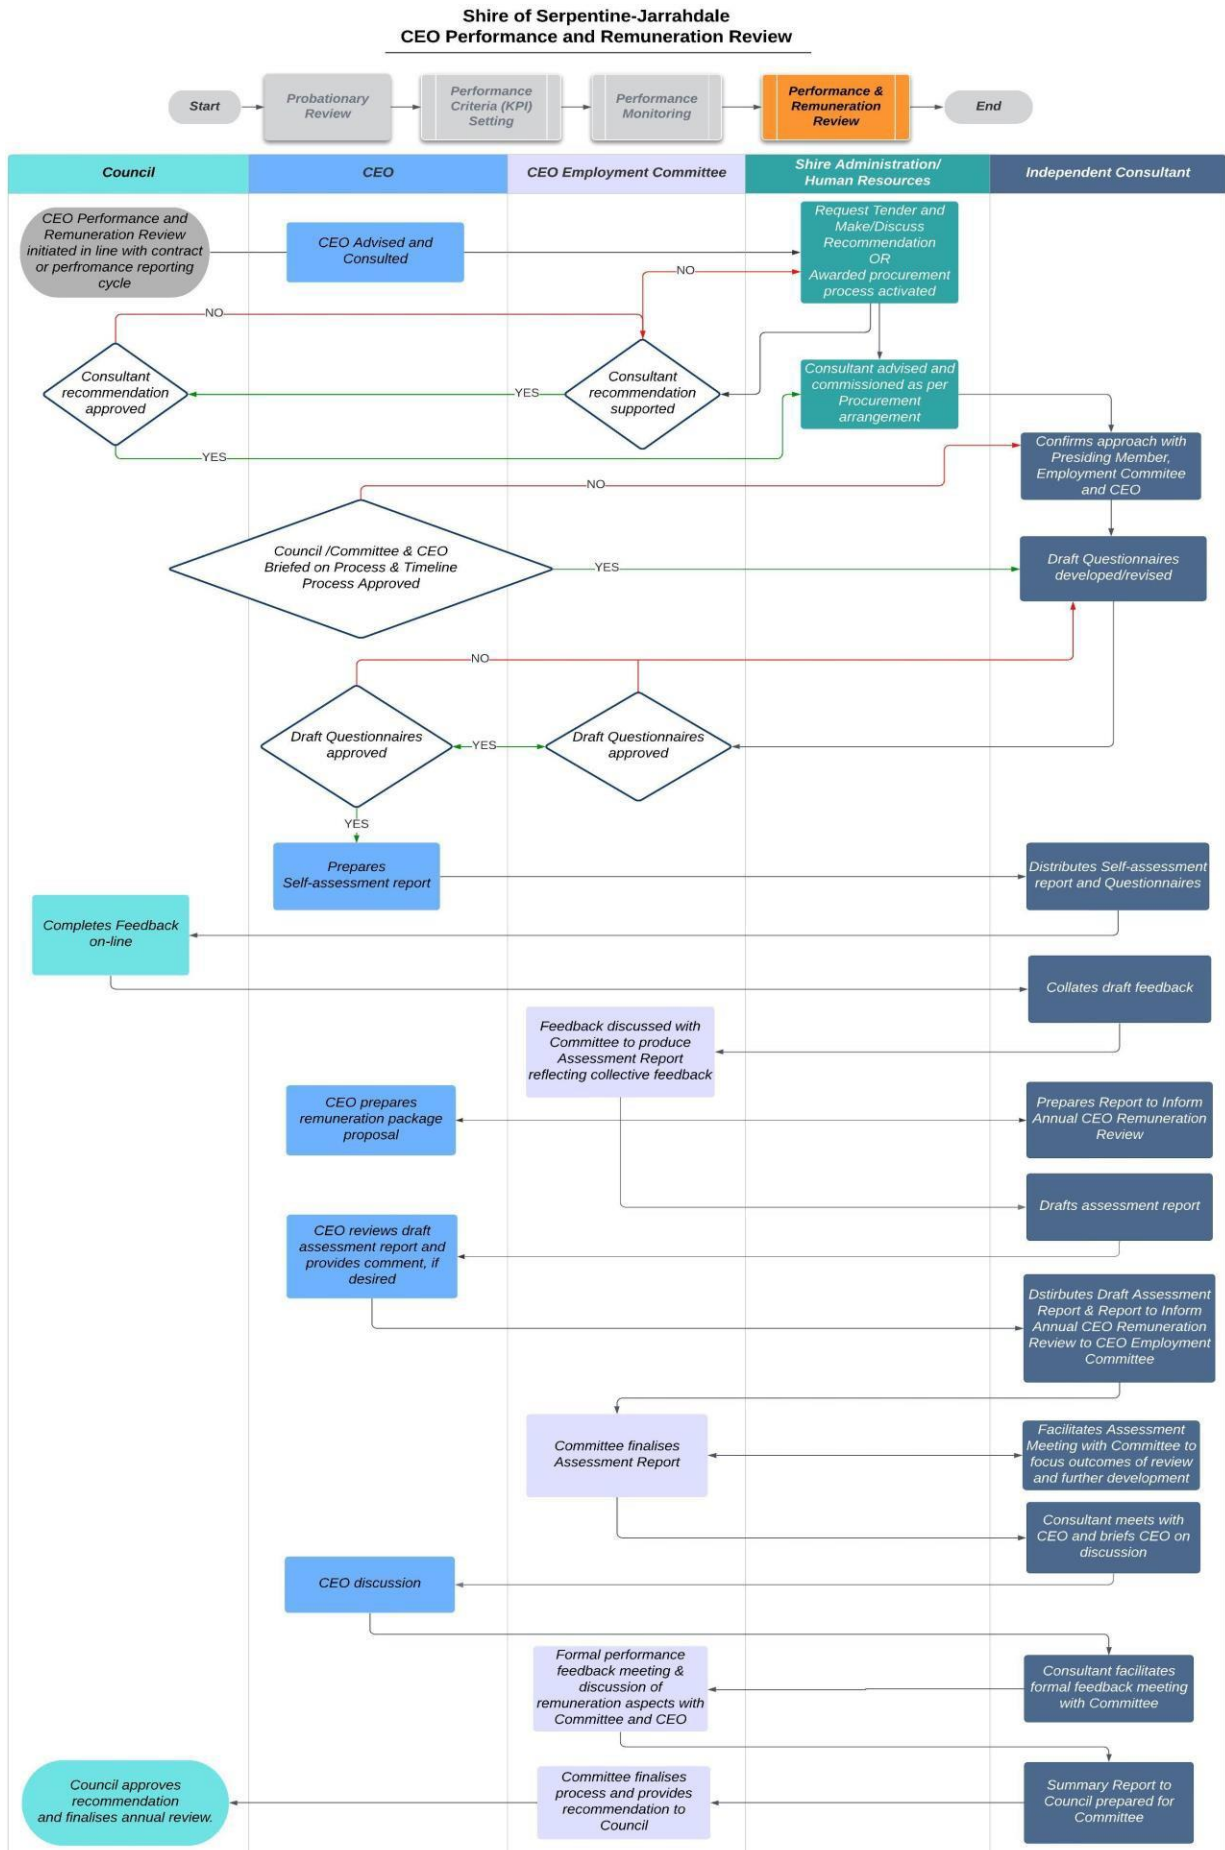 Shire of Serpentine-Jarrahdale
CEO Performance and Remuneration Review
Start
Probationary
Review
Performance
Criteria (KPI)
Setting
Performance
Monitoring
Performance &
Remuneration
Review
End
Council
CEO
CEO Employment Committee
Shire Administration/
Human Resources
Independent Consultant
CEO Performance and
Remuneration Review
initiated in line with contract
or perfromance reporting
cycle
CEO Advised and
Consulted
Request Tender and
Make/Discuss
Recommendation
OR
Awarded procurement
process activated
NO
NO
Consultant
recommendation
approved
YES
Consultant
recommendation
supported
Consultant advised and
commissioned as per
Procurement
arrangement
YES
Confirms approach with
Presiding Member,
Employment Commitee
and CEO
NO
Council /Committee & CEO
Briefed on Process & Timeline
Process Approved
YES
Draft Questionnaires
developed/revised
NO
Draft Questionnaires
approved
YES
Draft Questionnaires
approved
YES
Prepares
Self-assessment report
Distributes Self-assessment
report and Questionnaires
Completes Feedback
on-line
Collates draft feedback
Feedback discussed with
Committee to produce
Assessment Report
reflecting collective feedback
CEO prepares
remuneration package
proposal
Prepares Report to Inform
Annual CEO Remuneration
Review
Drafts assessment report
CEO reviews draft
assessment report and
provides comment, if
desired
Dstirbutes Draft Assessment
Report & Report to Inform
Annual CEO Remuneration
Review to CEO Employment
Committee
Committee finalises
Assessment Report
Facilitates Assessment
Meeting with Committee to
focus outcomes of review
and further development
Consultant meets with
CEO and briefs CEO on
discussion
CEO discussion
Formal performance
feedback meeting &
discussion of
remuneration aspects with
Committee and CEO
Consultant facilitates
formal feedback meeting
with Committee
Council approves
recommendation
and finalises annual review.
Committee finalises
process and provides
recommendation to
Council
Summary Report to
Council prepared for
Committee